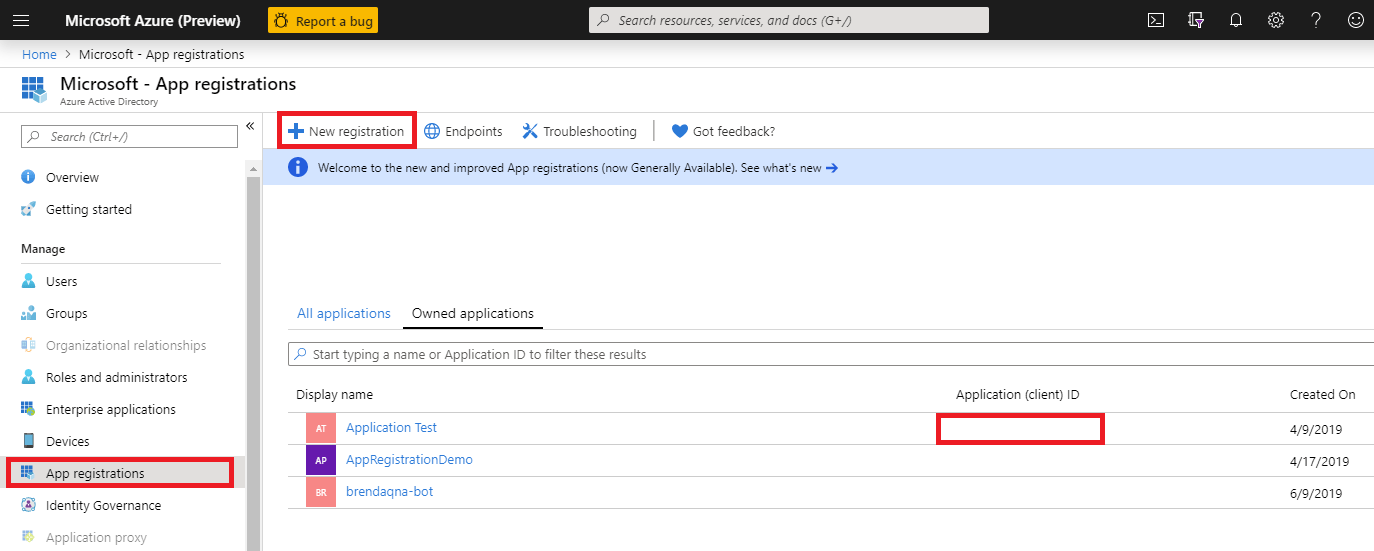 Microsoft Azure (Preview)
Report a bug
Search resources, services, and docs (G+/)
Home > Microsoft - App registrations
Microsoft - App registrations
Azure Active Directory
Search (Ctrl+/)
«
Overview
Getting started
Manage
Users
Groups
Organizational relationships
Roles and administrators
Enterprise applications
Devices
App registrations
Identity Governance
Application proxy
New registration
Endpoints
Troubleshooting
Got feedback?
Welcome to the new and improved App registrations (now Generally Available). See what's new →
All applications
Owned applications
Start typing a name or Application ID to filter these results
Display name Application (client) ID Created On
AT Application Test 4/9/2019
AP AppRegistrationDemo 4/17/2019
BR brendaqna-bot 6/9/2019